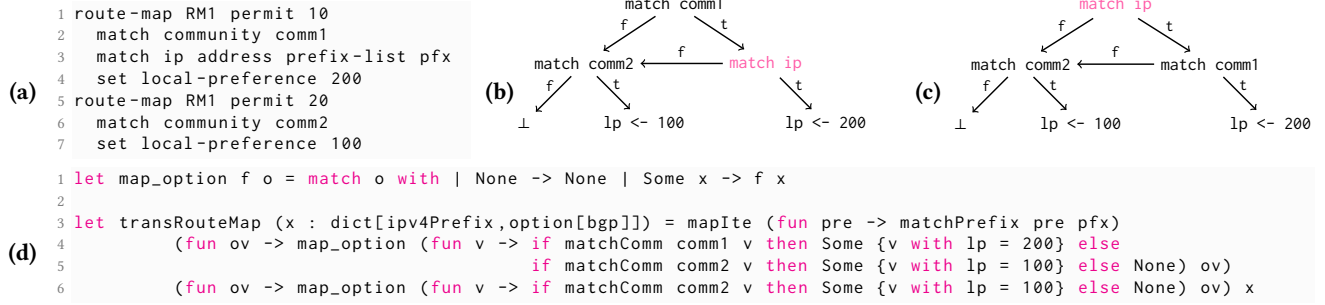 (a)
1 route-map RM1 permit 10
2 match community comm1
3 match ip address prefix-list pfx
4 set local-preference 200
5 route-map RM1 permit 20
6 match community comm2
7 set local-preference 100
(b)
match comm1
f t
match comm2 f match ip
f t t
⊥ lp <- 100 lp <- 200
(c)
match ip
f t
match comm2 f match comm1
f t t
⊥ lp <- 100 lp <- 200
(d)
1 let map_option f o = match o with | None -> None | Some x -> f x
2
3 let transRouteMap (x : dict[ipv4Prefix,option[bgp]]) = mapIte (fun pre -> matchPrefix pre pfx)
4 (fun ov -> map_option (fun v -> if matchComm comm1 v then Some {v with lp = 200} else
5 if matchComm comm2 v then Some {v with lp = 100} else None) ov)
6 (fun ov -> map_option (fun v -> if matchComm comm2 v then Some {v with lp = 100} else None) ov) x